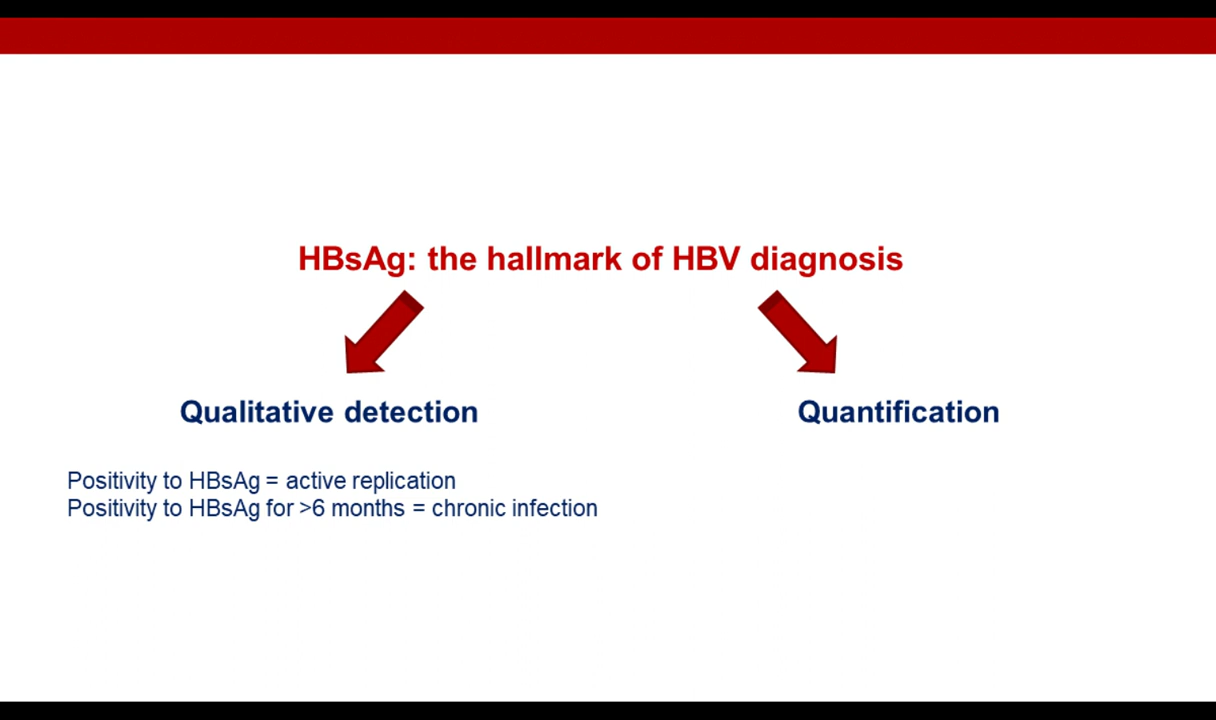 HBsAg: the hallmark of HBV diagnosis
Qualitative detection
Quantification
Positivity to HBsAg = active replication
Positivity to HBsAg for >6 months = chronic infection